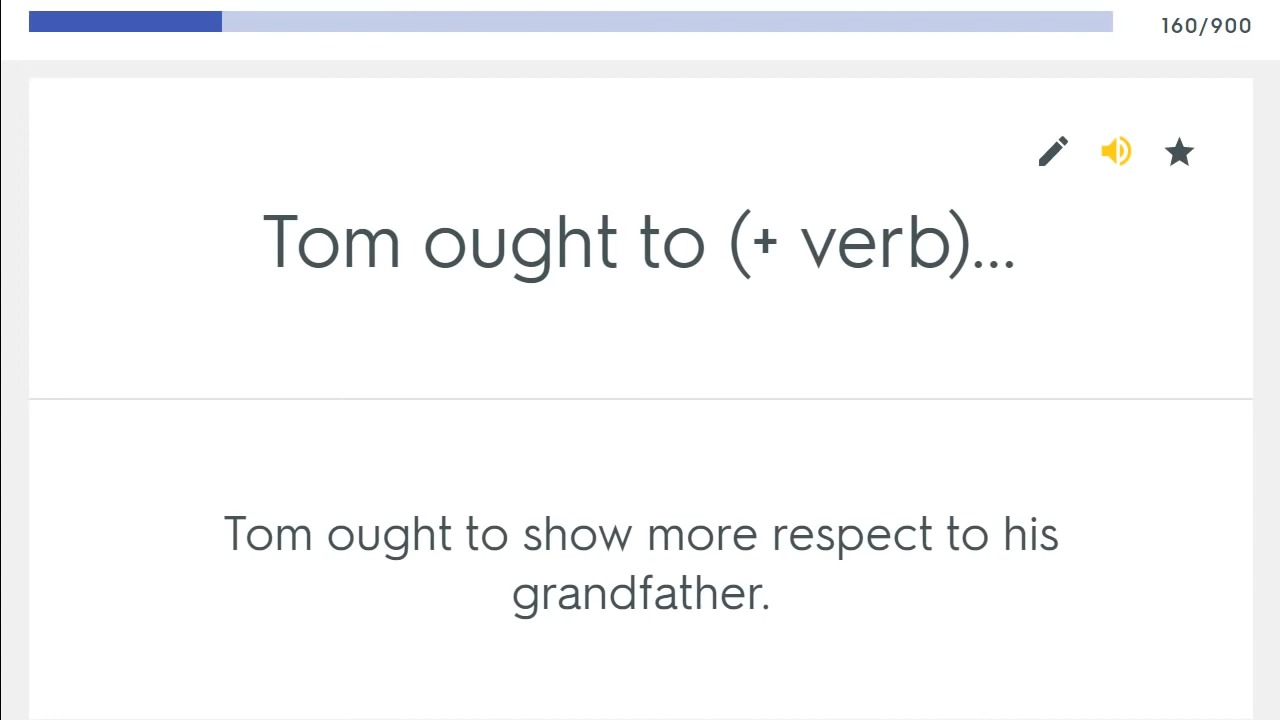 160/900
Tom ought to (+ verb)...
Tom ought to show more respect to his
grandfather.